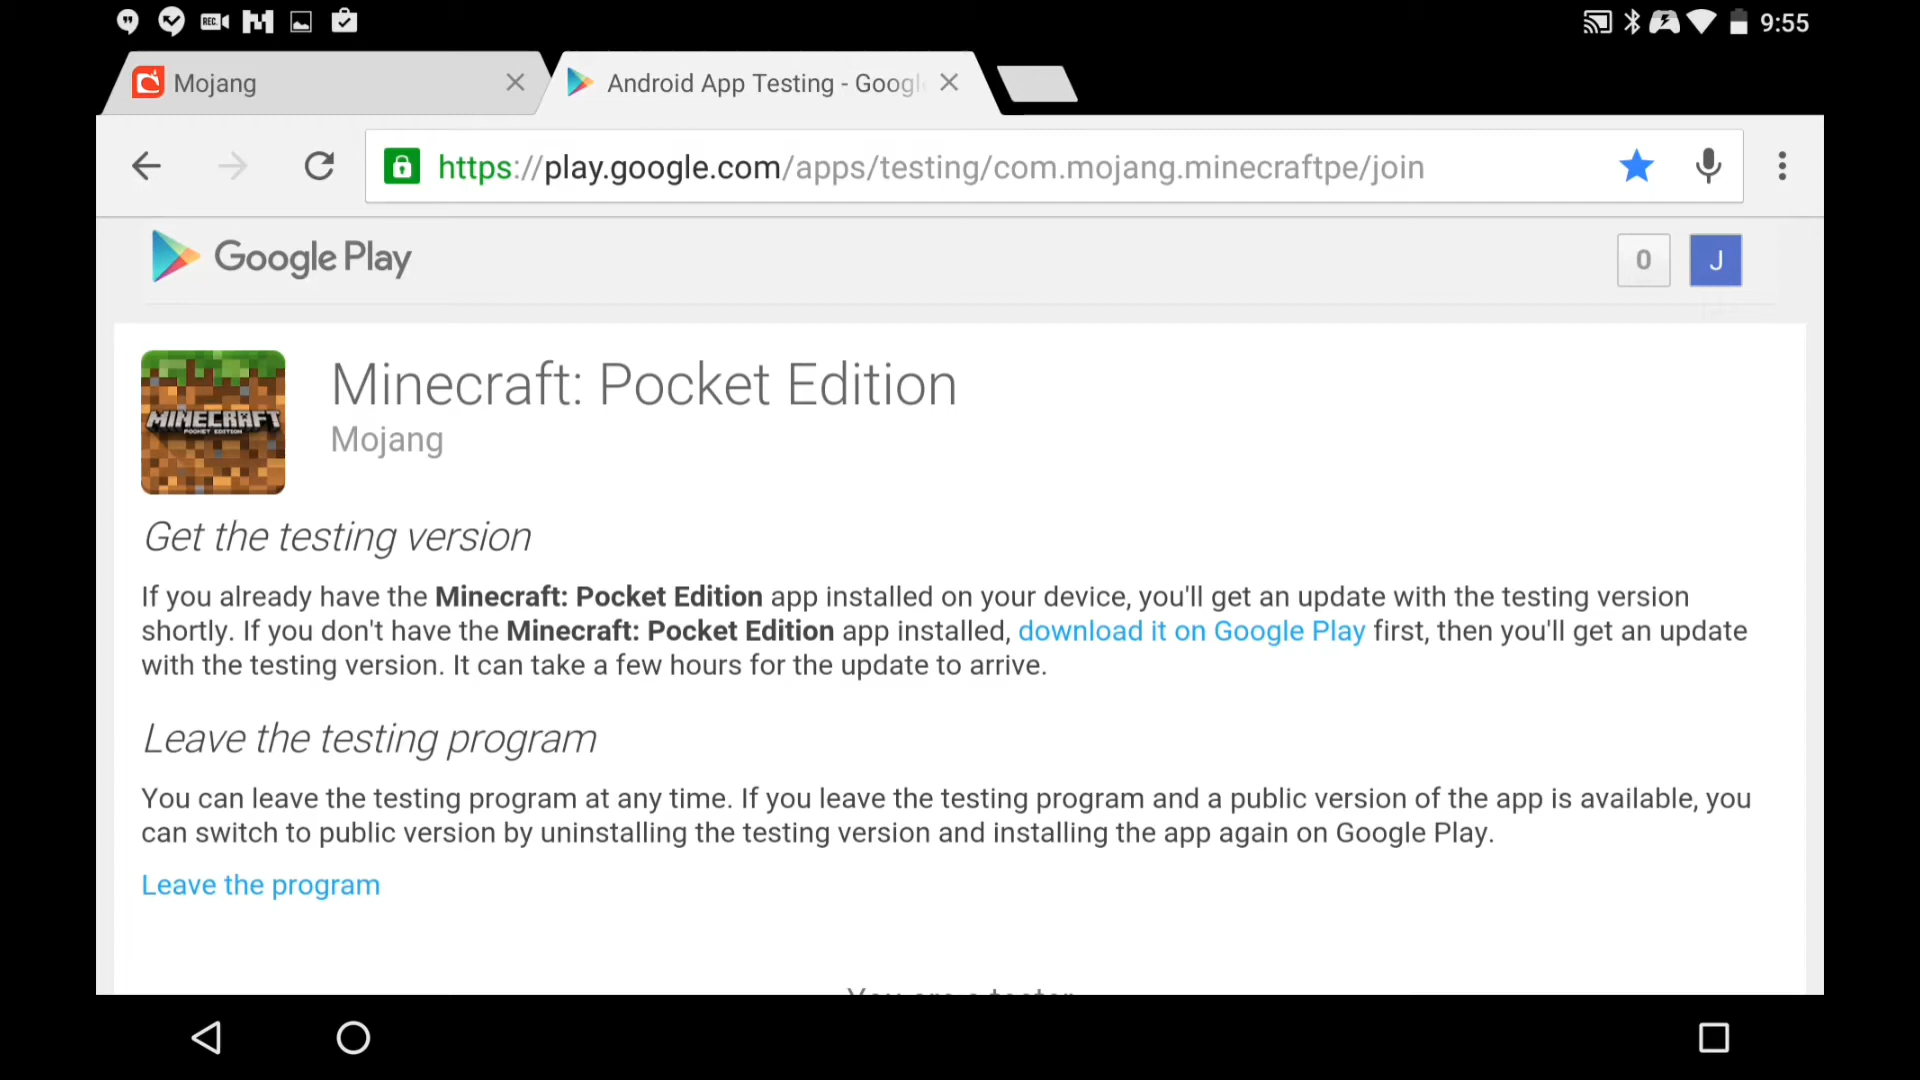 REC
9:55
Mojang
Android App Testing - Googl
https://play.google.com/apps/testing/com.mojang.minecraftpe/join
Google Play
0
J
MINECRAFT
POCKET EDITION
Minecraft: Pocket Edition
Mojang
Get the testing version
If you already have the Minecraft: Pocket Edition app installed on your device, you'll get an update with the testing version
shortly. If you don't have the Minecraft: Pocket Edition app installed, download it on Google Play first, then you'll get an update
with the testing version. It can take a few hours for the update to arrive.
Leave the testing program
You can leave the testing program at any time. If you leave the testing program and a public version of the app is available, you
can switch to public version by uninstalling the testing version and installing the app again on Google Play.
Leave the program
You are a tester